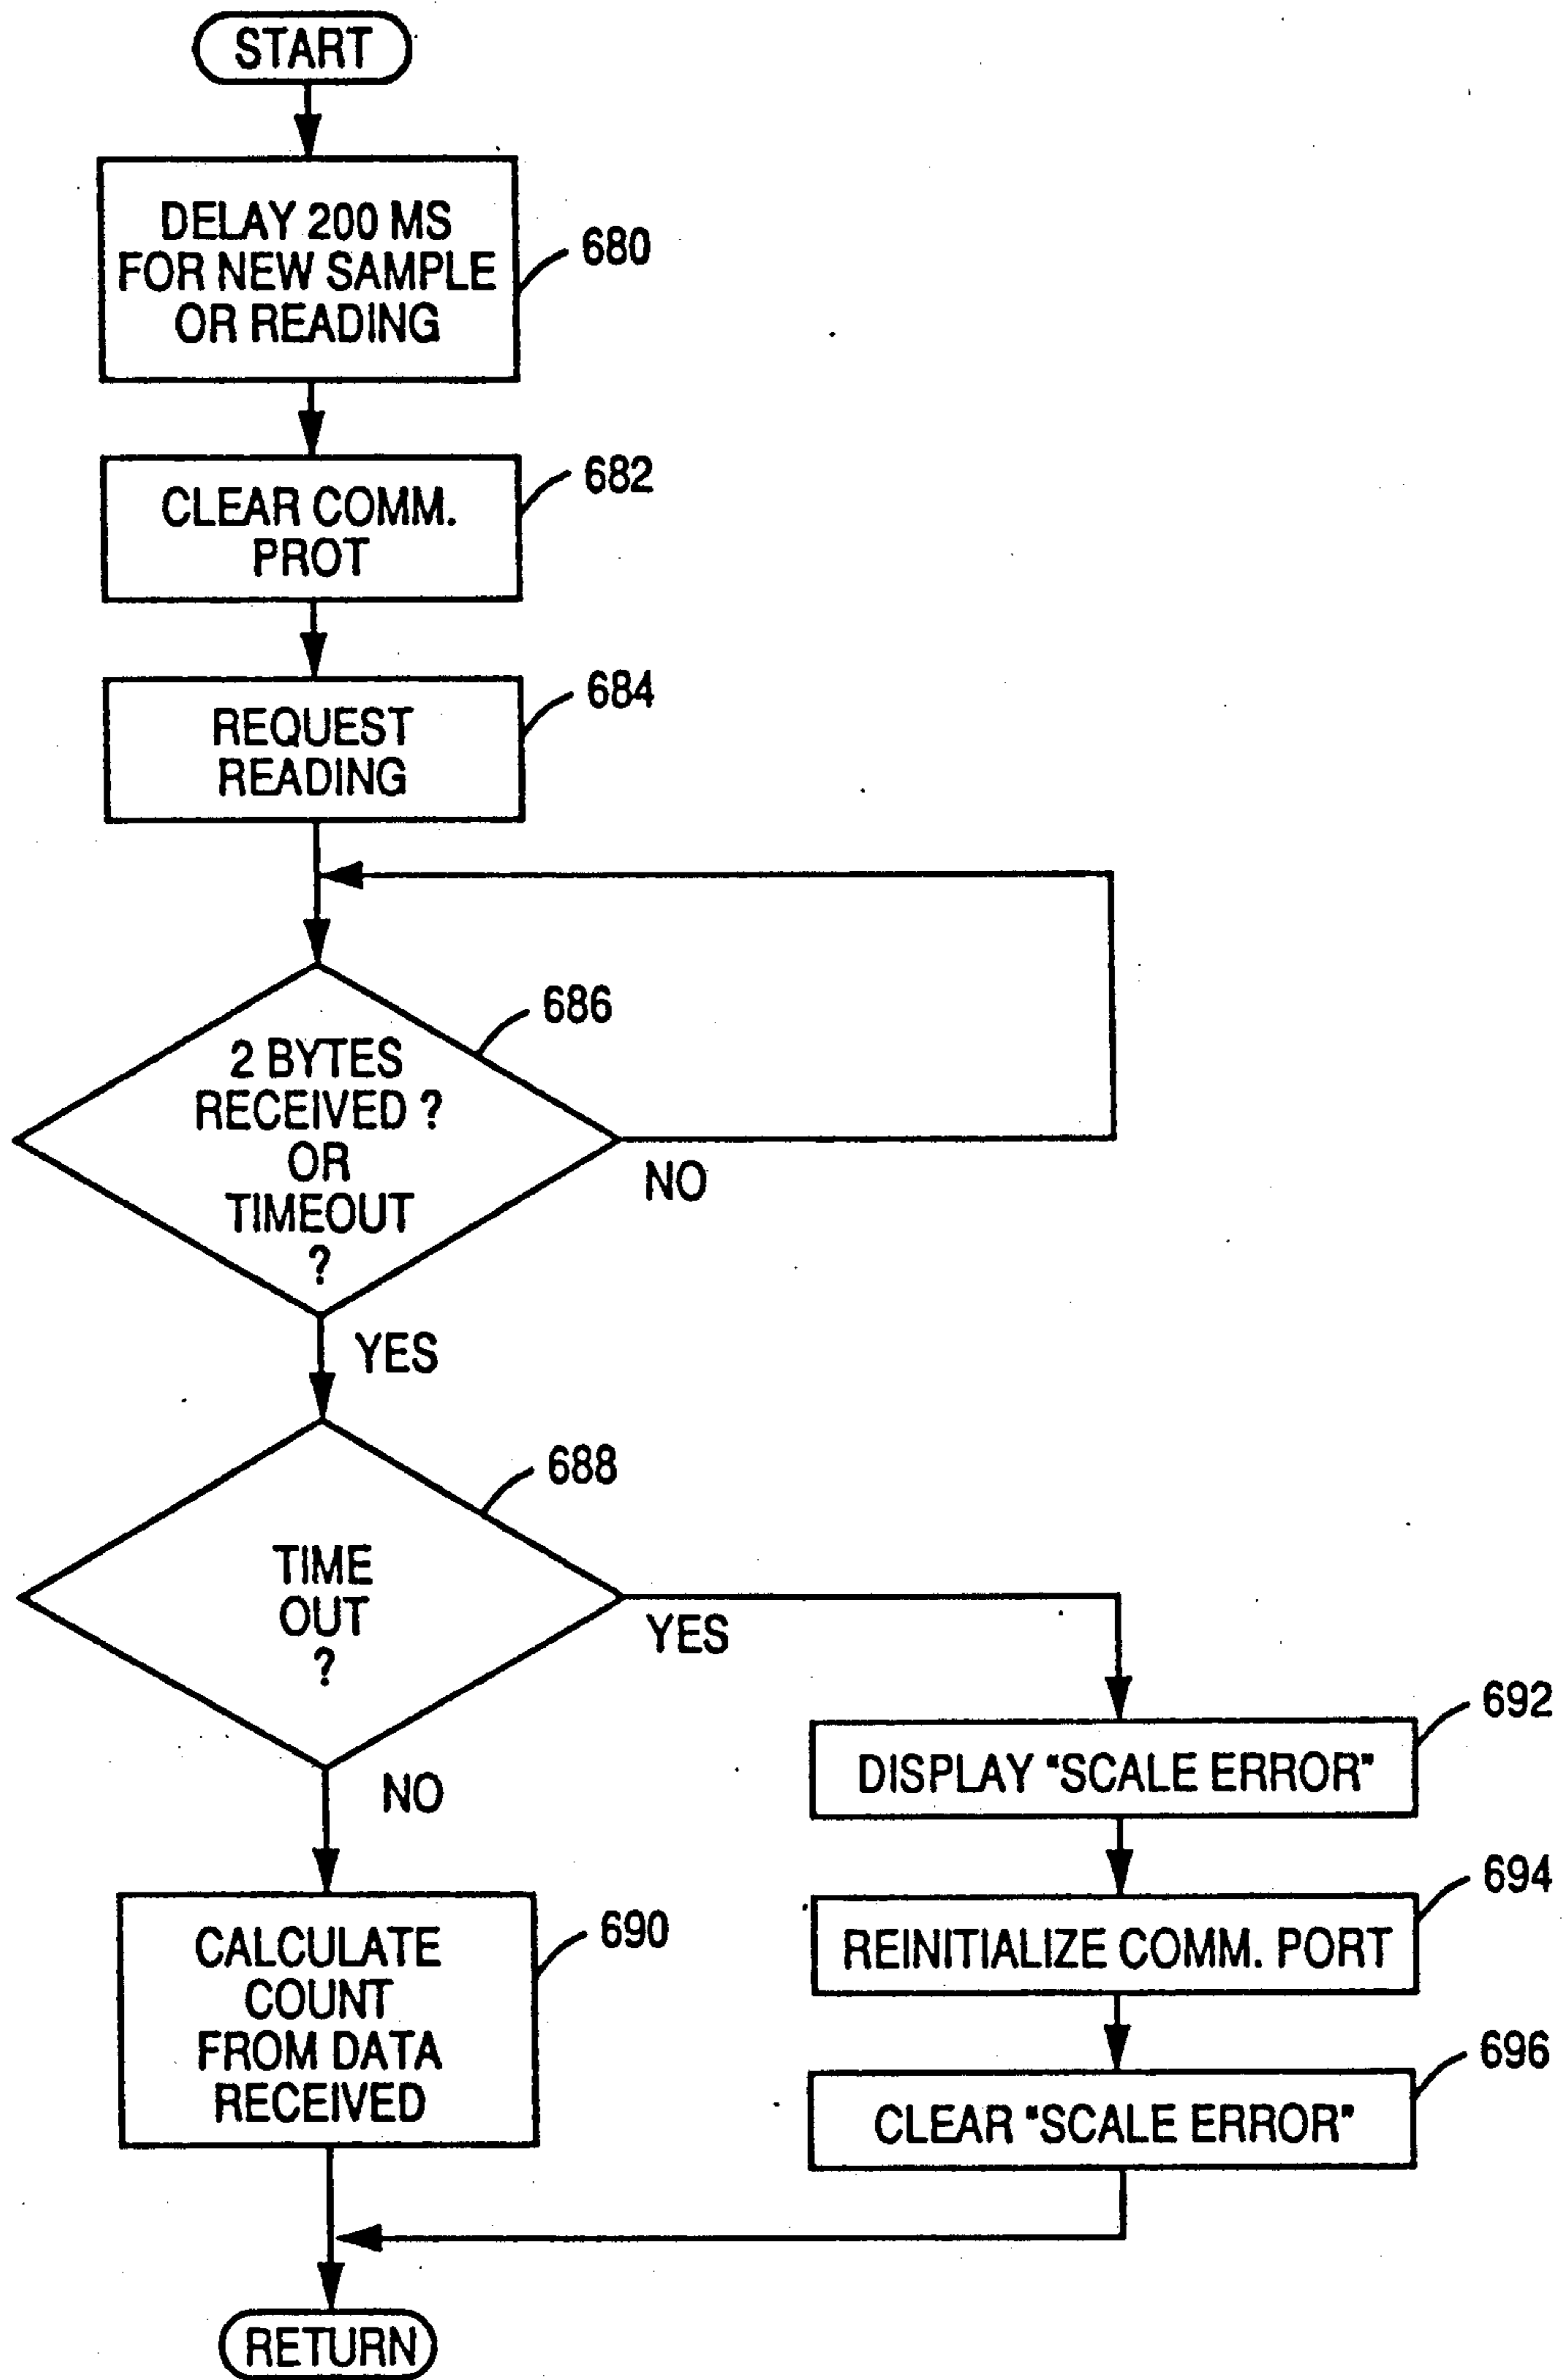 START
DELAY 200 MS
FOR NEW SAMPLE
OR READING
680
CLEAR COMM.
PROT
682
REQUEST
READING
684
2 BYTES
RECEIVED ?
OR
TIMEOUT
?
686
NO
YES
TIME
OUT
?
688
YES
NO
CALCULATE
COUNT
FROM DATA
RECEIVED
690
DISPLAY "SCALE ERROR"
692
REINITIALIZE COMM. PORT
694
CLEAR "SCALE ERROR"
696
RETURN